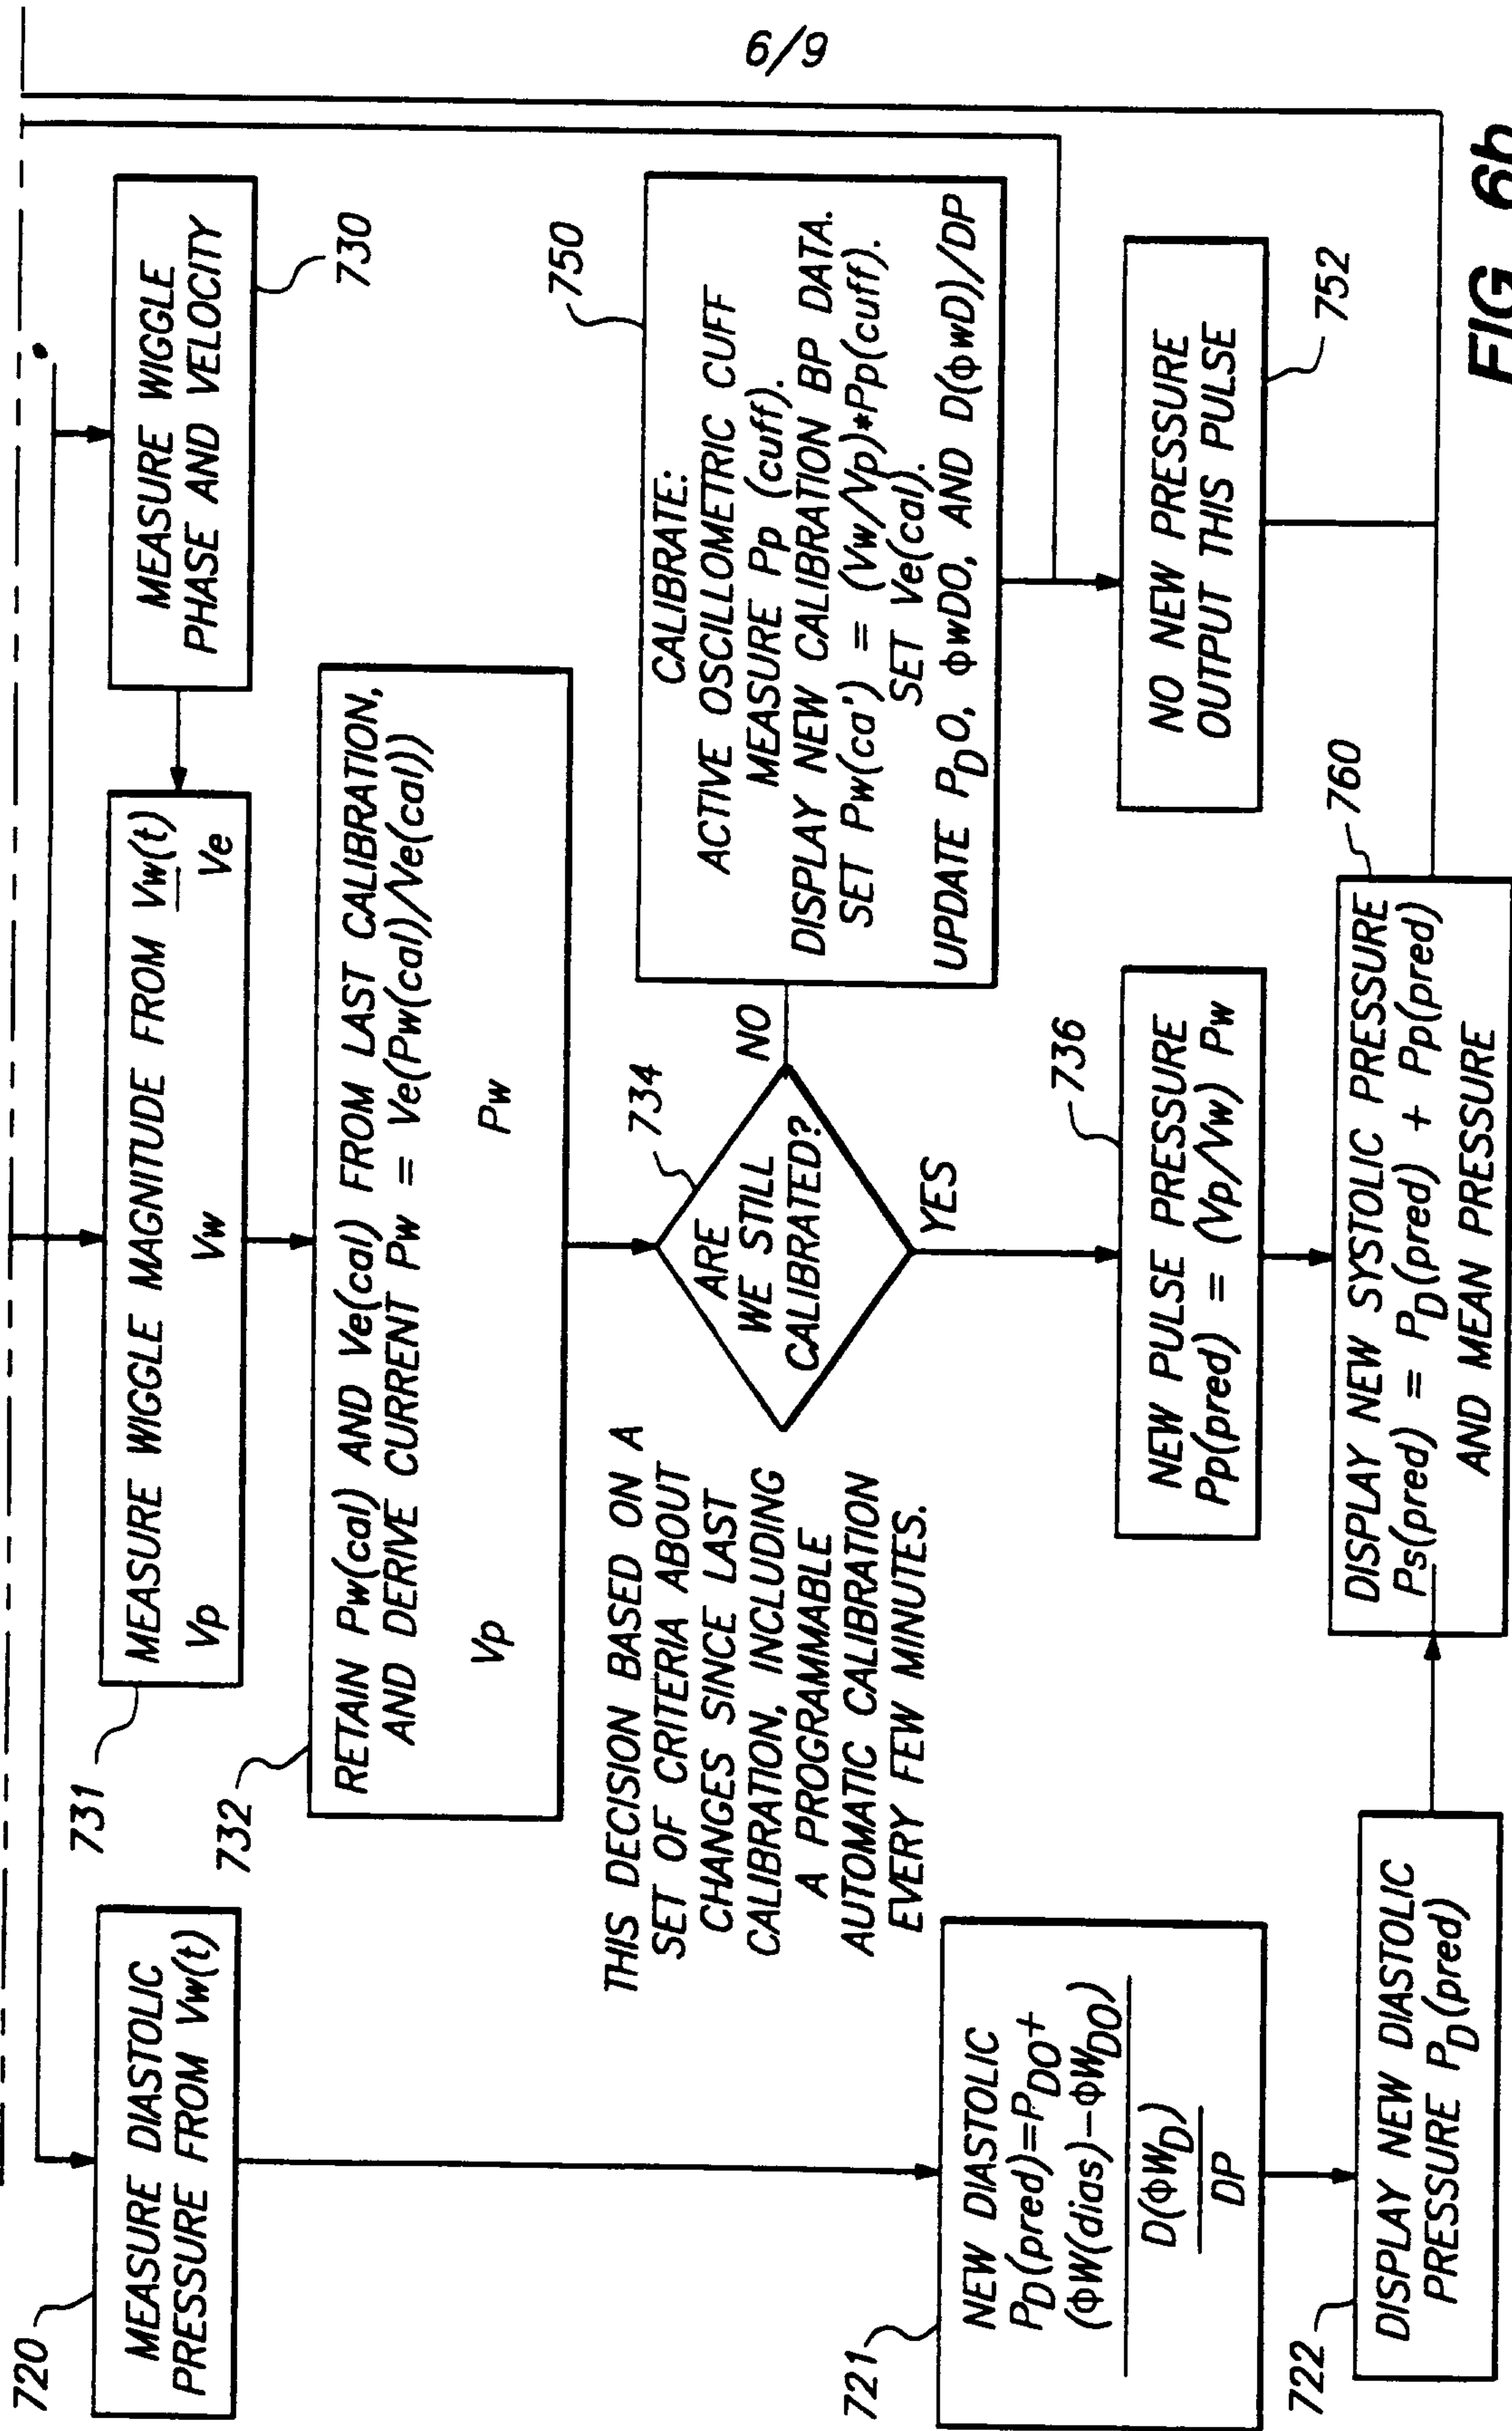 720
MEASURE DIASTOLIC
PRESSURE FROM Vw(t)
731
MEASURE WIGGLE MAGNITUDE FROM Vw(t)
Vp Vw Ve
MEASURE WIGGLE
PHASE AND VELOCITY
730
732
RETAIN Pw(cal) AND Ve(cal) FROM LAST CALIBRATION,
AND DERIVE CURRENT Pw = Ve(Pw(cal)/Ve(cal))
Vp Pw
THIS DECISION BASED ON A
SET OF CRITERIA ABOUT
CHANGES SINCE LAST
CALIBRATION, INCLUDING
A PROGRAMMABLE
AUTOMATIC CALIBRATION
EVERY FEW MINUTES.
734
ARE
WE STILL
CALIBRATED?
NO
YES
750
CALIBRATE:
ACTIVE OSCILLOMETRIC CUFF
MEASURE Pp (cuff).
DISPLAY NEW CALIBRATION BP DATA.
SET Pw(ca') = (Vw/Vp)*Pp(cuff).
SET Ve(cal).
UPDATE PDO, ΦwDO, AND D(ΦwD)/DP
721
NEW DIASTOLIC
PD(pred)=PDO+
(ΦW(dias)-ΦWDO)
D(ΦWD)
DP
736
NEW PULSE PRESSURE
Pp(pred) = (Vp/Vw) Pw
NO NEW PRESSURE
OUTPUT THIS PULSE
752
722
DISPLAY NEW DIASTOLIC
PRESSURE PD(pred)
DISPLAY NEW SYSTOLIC PRESSURE
Ps(pred) = PD(pred) + Pp(pred)
AND MEAN PRESSURE
760
6/9
FIG 6b